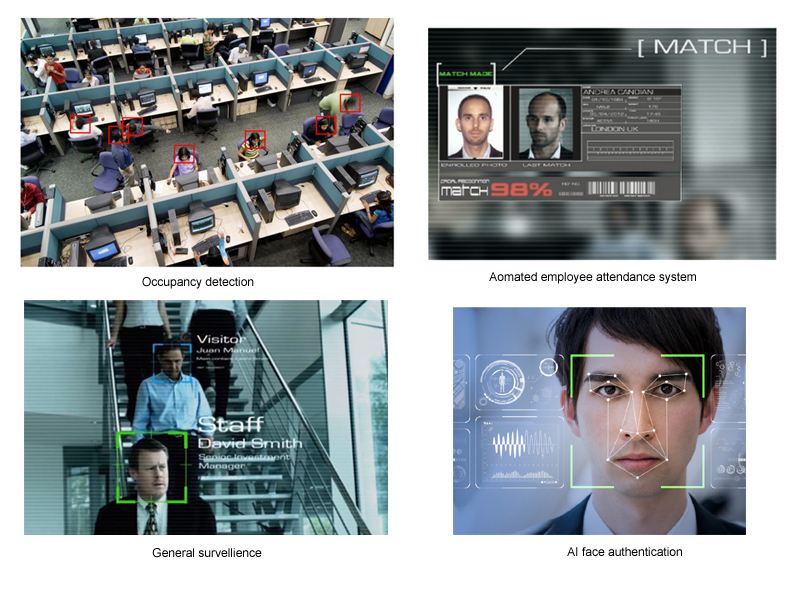 Occupancy detection
[ MATCH ]
MATCH MADE
ANDREA CANDIAN
LONDON UK
ENROLLED PHOTO
LAST MATCH
FACIAL RECOGNITION
match 98%
Aomated employee attendance system
Visitor
Juan Manuel
Staff
David Smith
Senior Investment
Manager
General survellience
AI face authentication